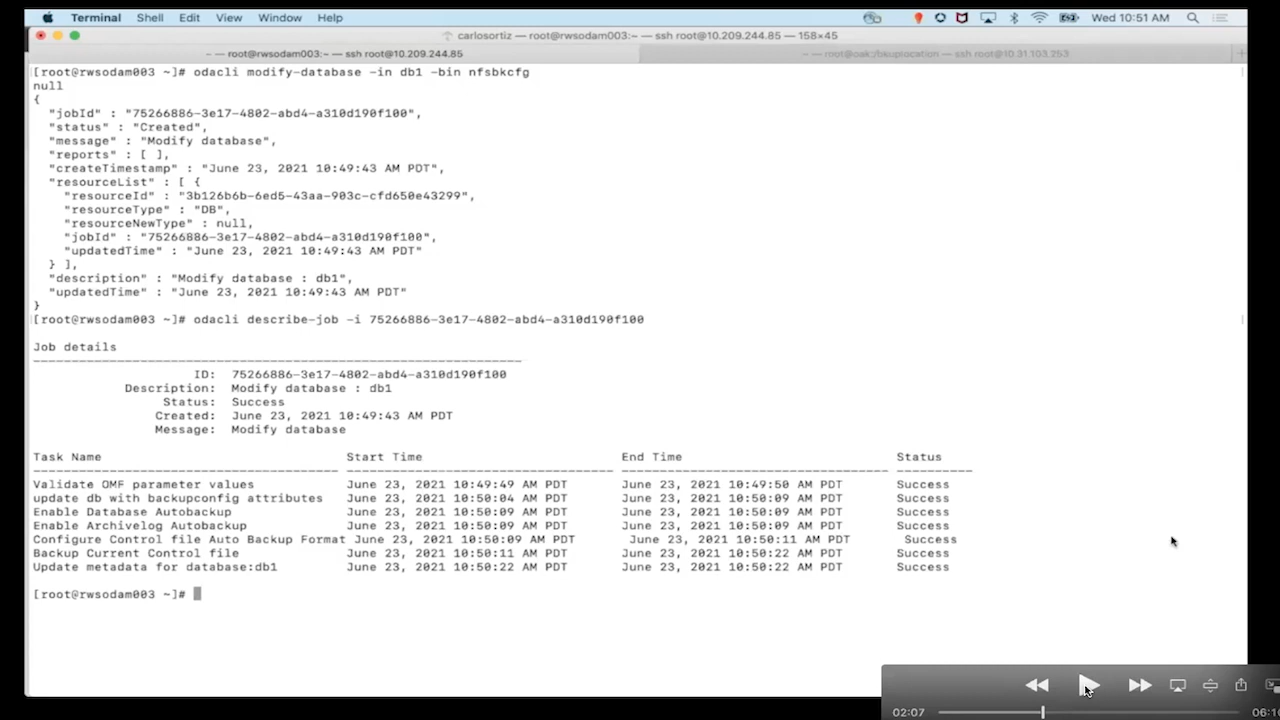 Terminal Shell Edit View Window Help Wed 10:51 AM
carlosortiz — root@rwsodam003:~ — ssh root@10.209.244.85 — 158×45
~ — root@rwsodam003:~ — ssh root@10.209.244.85 ~ — root@oak:/bkuplocation — ssh root@10.31.103.253
[root@rwsodam003 ~]# odacli modify-database -in db1 -bin nfsbkcfg
null
{
"jobId" : "75266886-3e17-4802-abd4-a310d190f100",
"status" : "Created",
"message" : "Modify database",
"reports" : [ ],
"createTimestamp" : "June 23, 2021 10:49:43 AM PDT",
"resourceList" : [ {
"resourceId" : "3b126b6b-6ed5-43aa-903c-cfd650e43299",
"resourceType" : "DB",
"resourceNewType" : null,
"jobId" : "75266886-3e17-4802-abd4-a310d190f100",
"updatedTime" : "June 23, 2021 10:49:43 AM PDT"
} ],
"description" : "Modify database : db1",
"updatedTime" : "June 23, 2021 10:49:43 AM PDT"
}
[root@rwsodam003 ~]# odacli describe-job -i 75266886-3e17-4802-abd4-a310d190f100
Job details
----------------------------------------------------------------
ID: 75266886-3e17-4802-abd4-a310d190f100
Description: Modify database : db1
Status: Success
Created: June 23, 2021 10:49:43 AM PDT
Message: Modify database
Task Name Start Time End Time Status
---------------------------------------- ----------------------------------- ----------------------------------- ----------
Validate OMF parameter values June 23, 2021 10:49:49 AM PDT June 23, 2021 10:49:50 AM PDT Success
update db with backupconfig attributes June 23, 2021 10:50:04 AM PDT June 23, 2021 10:50:09 AM PDT Success
Enable Database Autobackup June 23, 2021 10:50:09 AM PDT June 23, 2021 10:50:09 AM PDT Success
Enable Archivelog Autobackup June 23, 2021 10:50:09 AM PDT June 23, 2021 10:50:09 AM PDT Success
Configure Control file Auto Backup Format June 23, 2021 10:50:09 AM PDT June 23, 2021 10:50:11 AM PDT Success
Backup Current Control file June 23, 2021 10:50:11 AM PDT June 23, 2021 10:50:22 AM PDT Success
Update metadata for database:db1 June 23, 2021 10:50:22 AM PDT June 23, 2021 10:50:22 AM PDT Success
[root@rwsodam003 ~]#
02:07